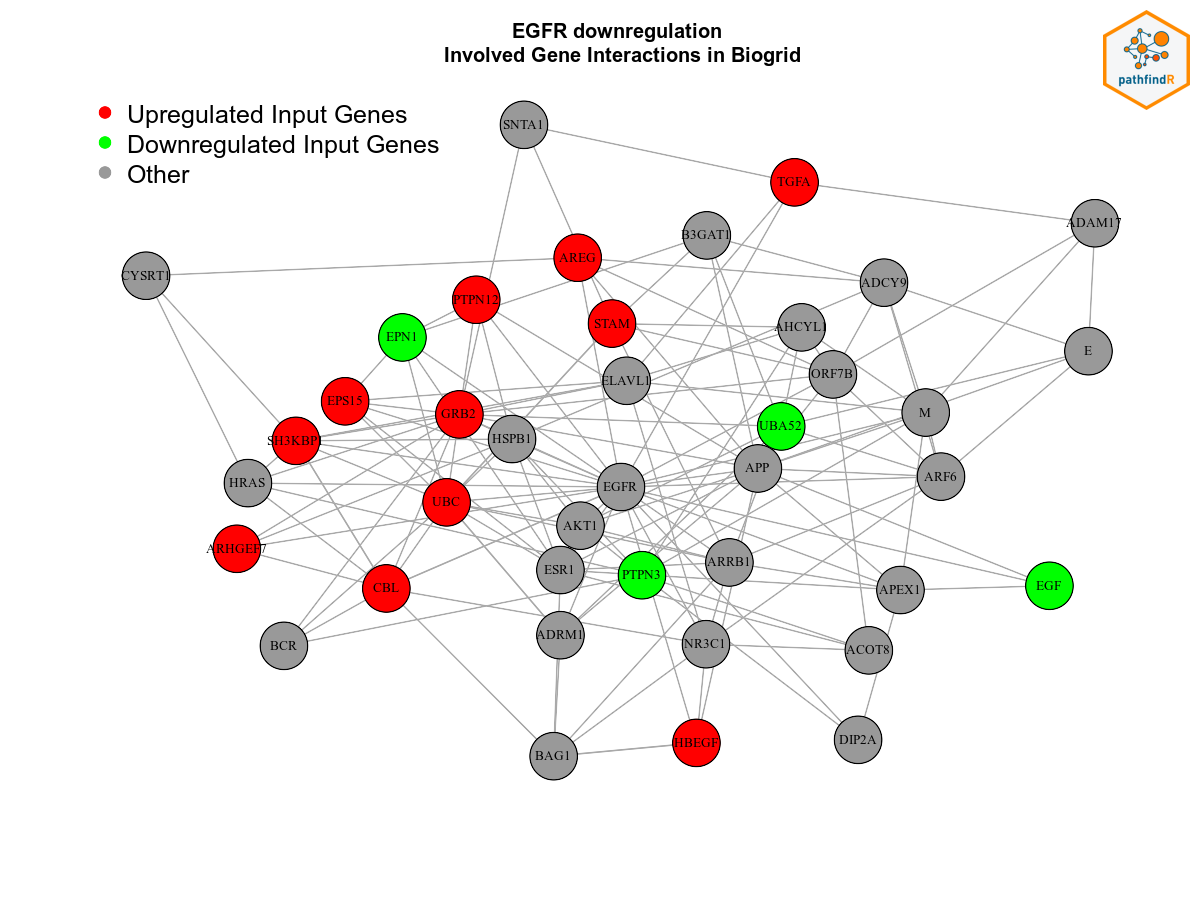 EGFR downregulation
Involved Gene Interactions in Biogrid
pathfindR
Upregulated Input Genes
Downregulated Input Genes
Other
SNTA1
TGFA
ADAM17
B3GAT1
AREG
CYSRT1
ADCY9
PTPN12
STAM
AHCYL1
EPN1
E
ORF7B
ELAVL1
EPS15
GRB2
M
UBA52
HSPB1
SH3KBP1
APP
ARF6
HRAS
EGFR
UBC
AKT1
ARHGEF7
ARRB1
ESR1
PTPN3
EGF
CBL
APEX1
ADRM1
NR3C1
BCR
ACOT8
DIP2A
HBEGF
BAG1